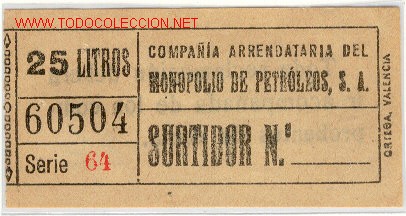 WWW.TODOCOLECCION.NET
25 LITROS
60504
Serie 64
COMPAÑIA ARRENDATARIA DEL
MONOPOLIO DE PETRÓLEOS, S. A.
SURTIDOR N.º
ORTEGA, VALENCIA